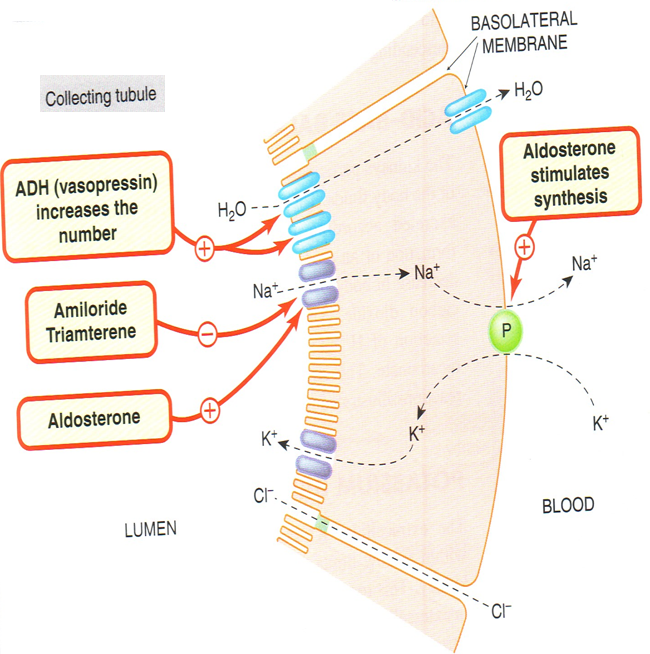 BASOLATERAL
MEMBRANE
Collecting tubule
H₂O
ADH (vasopressin)
increases the
number
+
H₂O
Aldosterone
stimulates
synthesis
+
Na⁺
Na⁺
Na⁺
Amiloride
Triamterene
−
P
Aldosterone
+
K⁺
K⁺
K⁺
Cl⁻
BLOOD
LUMEN
Cl⁻